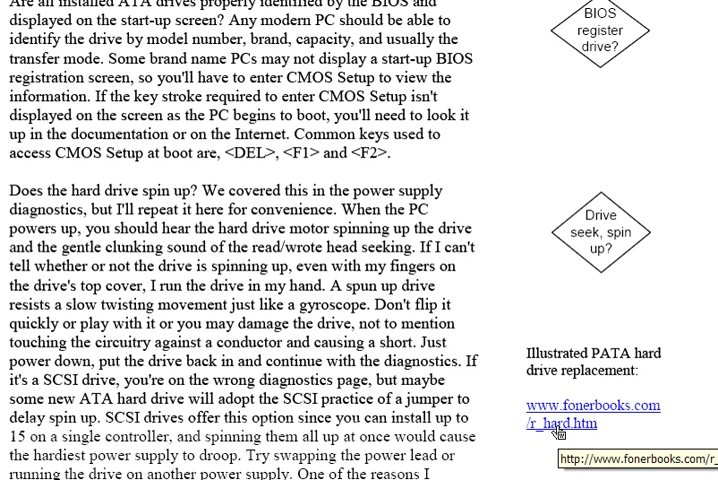 Are all installed ATA drives properly identified by the BIOS and
displayed on the start-up screen? Any modern PC should be able to
identify the drive by model number, brand, capacity, and usually the
transfer mode. Some brand name PCs may not display a start-up BIOS
registration screen, so you'll have to enter CMOS Setup to view the
information. If the key stroke required to enter CMOS Setup isn't
displayed on the screen as the PC begins to boot, you'll need to look it
up in the documentation or on the Internet. Common keys used to
access CMOS Setup at boot are, <DEL>, <F1> and <F2>.
BIOS
register
drive?
Does the hard drive spin up? We covered this in the power supply
diagnostics, but I'll repeat it here for convenience. When the PC
powers up, you should hear the hard drive motor spinning up the drive
and the gentle clunking sound of the read/wrote head seeking. If I can't
tell whether or not the drive is spinning up, even with my fingers on
the drive's top cover, I run the drive in my hand. A spun up drive
resists a slow twisting movement just like a gyroscope. Don't flip it
quickly or play with it or you may damage the drive, not to mention
touching the circuitry against a conductor and causing a short. Just
power down, put the drive back in and continue with the diagnostics. If
it's a SCSI drive, you're on the wrong diagnostics page, but maybe
some new ATA hard drive will adopt the SCSI practice of a jumper to
delay spin up. SCSI drives offer this option since you can install up to
15 on a single controller, and spinning them all up at once would cause
the hardiest power supply to droop. Try swapping the power lead or
running the drive on another power supply. One of the reasons I
Drive
seek, spin
up?
Illustrated PATA hard
drive replacement:
www.fonerbooks.com
/r_hard.htm
http://www.fonerbooks/r_